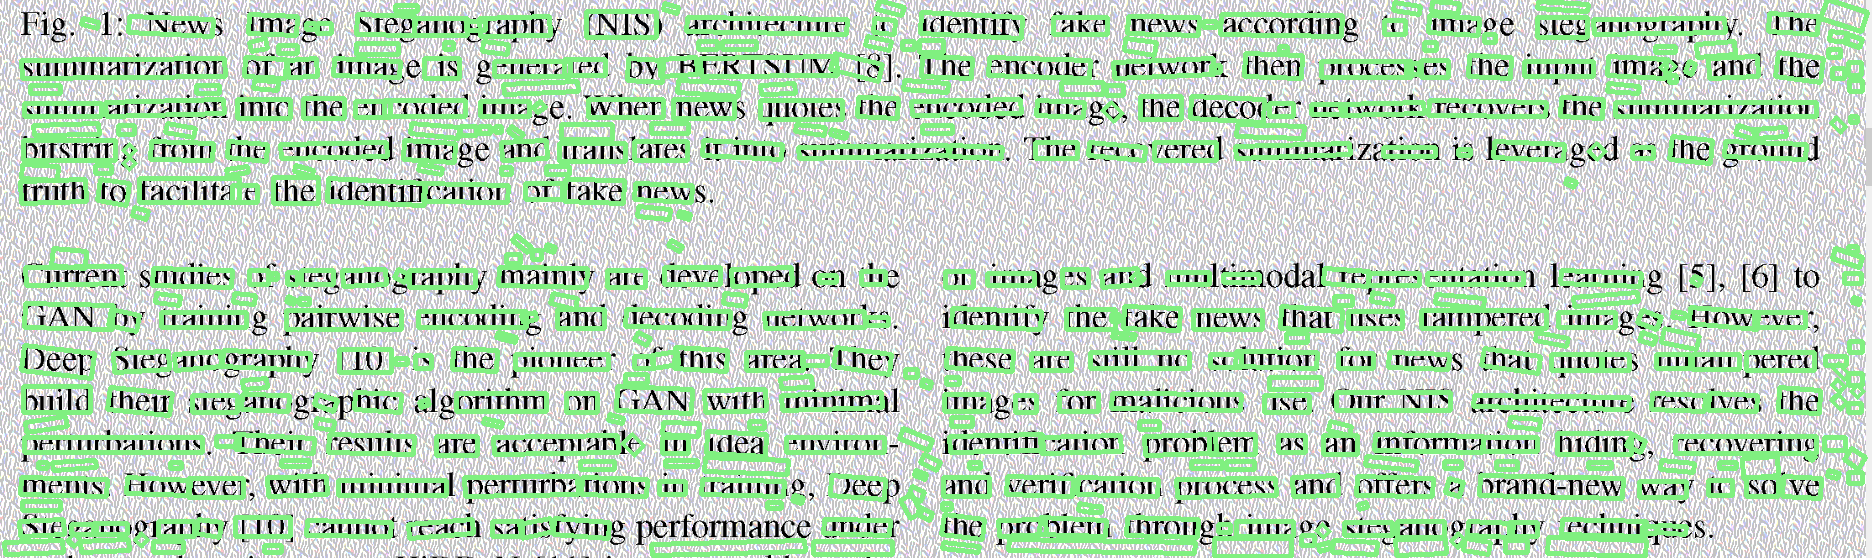 Fig. 1: News Image Steganography (NIS) architecture to identify fake news according to image steganography. The
summarization of an image is generated by BERTSUM [8]. The encoder network then processes the input image and the
summarization into the encoded image. When news quotes the encoded image, the decoder network recovers the summarization
bitstring from the encoded image and translates it into summarization. The recovered summarization is leveraged as the ground
truth to facilitate the identification of fake news.
Current studies of steganography mainly are developed on the
GAN by training pairwise encoding and decoding networks.
Deep Steganography [10] is the pioneer of this area. They
build their steganographic algorithm on GAN with minimal
perturbations. Their results are acceptable in idea environ-
ments. However, with minimal perturbations in training, Deep
Steganography [10] cannot reach satisfying performance under
on images and multimodal representation learning [5], [6] to
identify the fake news that uses tampered images. However,
these are still no solution for news that quotes untampered
images for malicious use. Our NIS architecture resolves the
identification problem as an information hiding, recovering
and verification process and offers a brand-new way to solve
the problem through image steganography techniques.